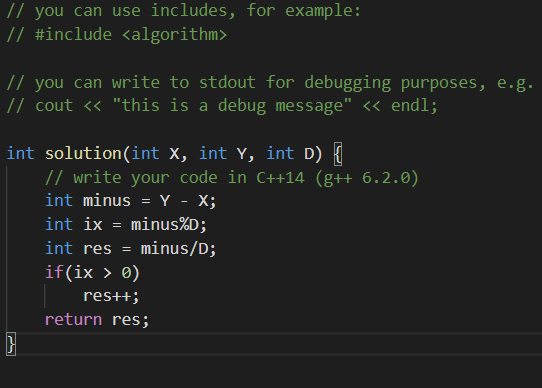 // you can use includes, for example:
// #include <algorithm>
// you can write to stdout for debugging purposes, e.g.
// cout << "this is a debug message" << endl;
int solution(int X, int Y, int D) {
    // write your code in C++14 (g++ 6.2.0)
    int minus = Y - X;
    int ix = minus%D;
    int res = minus/D;
    if(ix > 0)
        res++;
    return res;
}